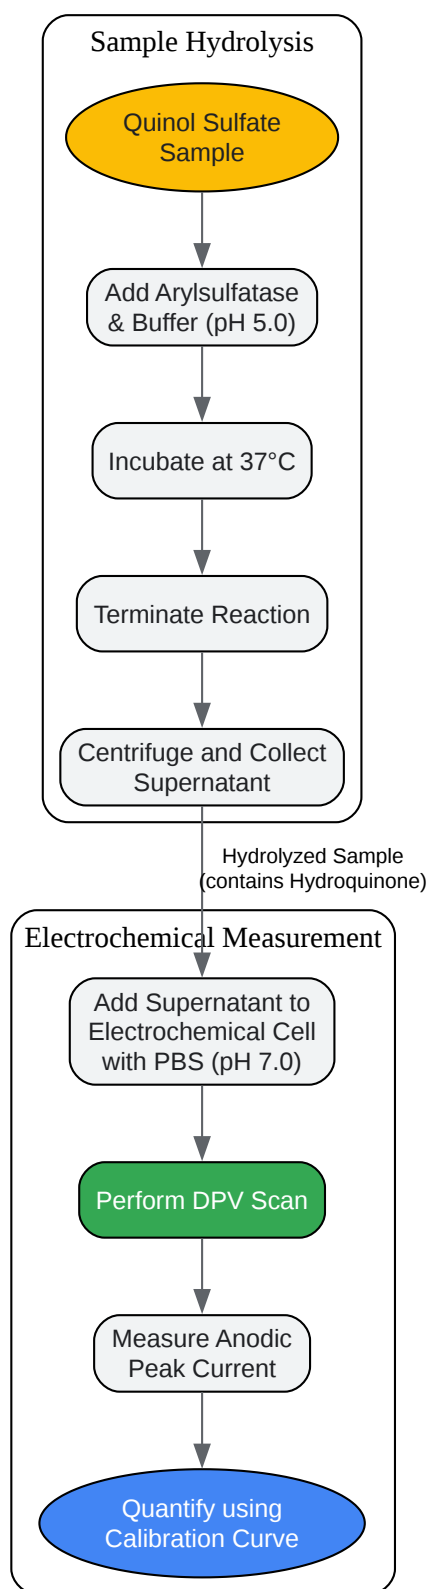 Sample Hydrolysis
Quinol Sulfate
Sample
Add Arylsulfatase
& Buffer (pH 5.0)
Incubate at 37°C
Terminate Reaction
Centrifuge and Collect
Supernatant
Hydrolyzed Sample
(contains Hydroquinone)
Electrochemical Measurement
Add Supernatant to
Electrochemical Cell
with PBS (pH 7.0)
Perform DPV Scan
Measure Anodic
Peak Current
Quantify using
Calibration Curve